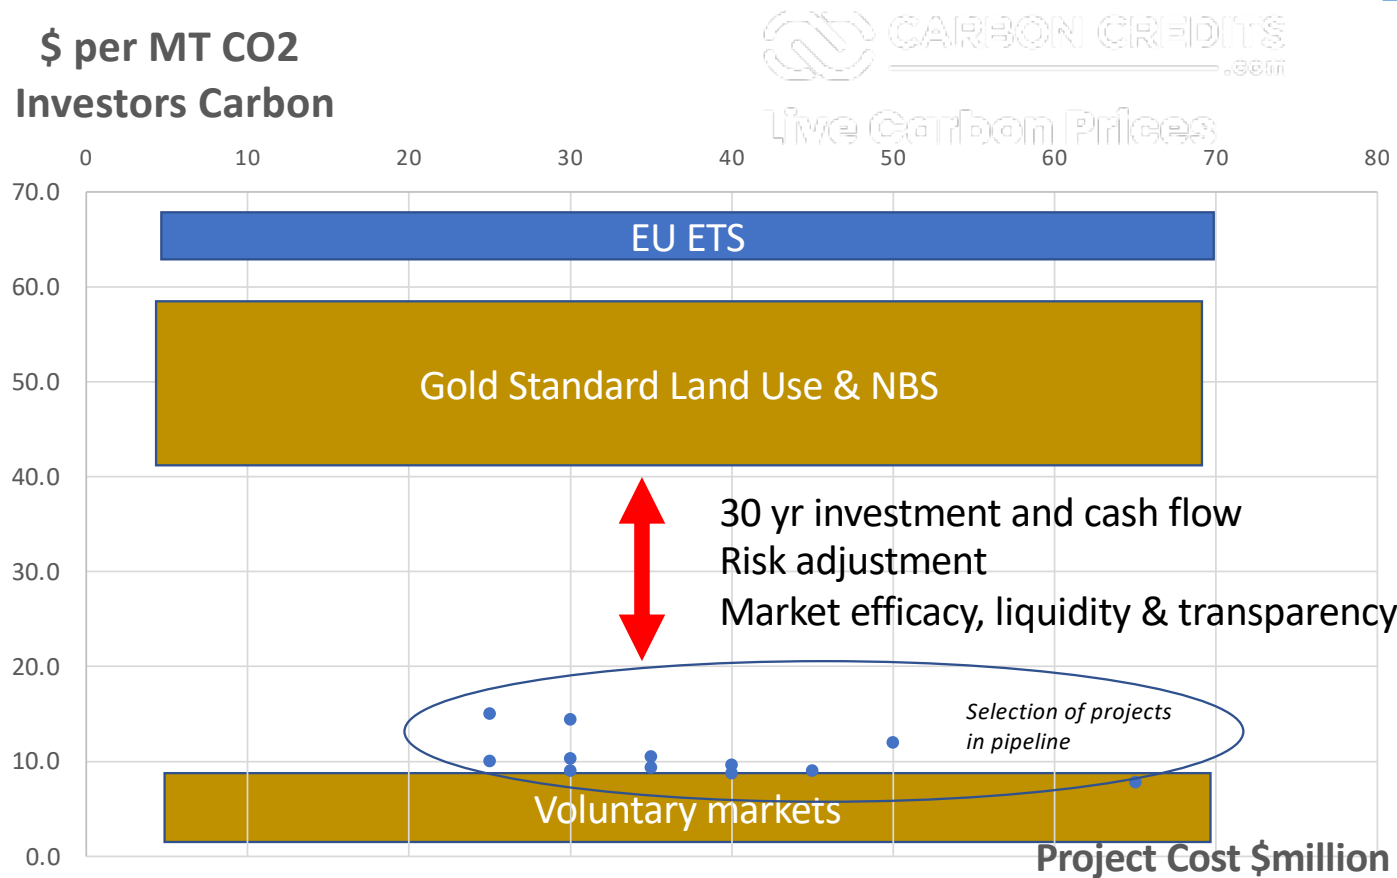 $ per MT CO2
Investors Carbon
CARBON CREDITS
.com
Live Carbon Prices
0 10 20 30 40 50 60 70 80
70.0
EU ETS
60.0
50.0
Gold Standard Land Use & NBS
40.0
30 yr investment and cash flow
30.0
Risk adjustment
Market efficacy, liquidity & transparency
20.0
Selection of projects
in pipeline
10.0
Voluntary markets
0.0
Project Cost $million